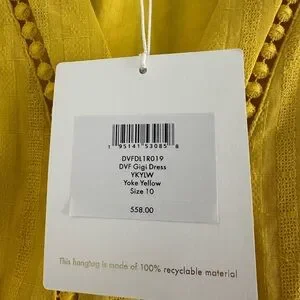 1 95141 53085 8
DVFDL1R019
DVF Gigi Dress
YKYLW
Yoke Yellow
Size 10
558.00
This hangtag is made of 100% recyclable material